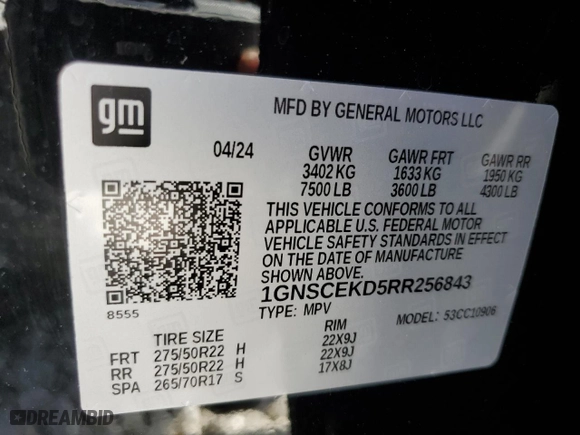 gm
MFD BY GENERAL MOTORS LLC
04/24 GVWR GAWR FRT GAWR RR
3402 KG 1633 KG 1950 KG
7500 LB 3600 LB 4300 LB
THIS VEHICLE CONFORMS TO ALL
APPLICABLE U.S. FEDERAL MOTOR
VEHICLE SAFETY STANDARDS IN EFFECT
ON THE DATE OF MANUFACTURE
SHOWN ABOVE.
1GNSCEKD5RR256843
8555 TYPE: MPV MODEL: 53CC10906
TIRE SIZE RIM
FRT 275/50R22 H 22X9J
RR 275/50R22 H 22X9J
SPA 265/70R17 S 17X8J
DREAMBID